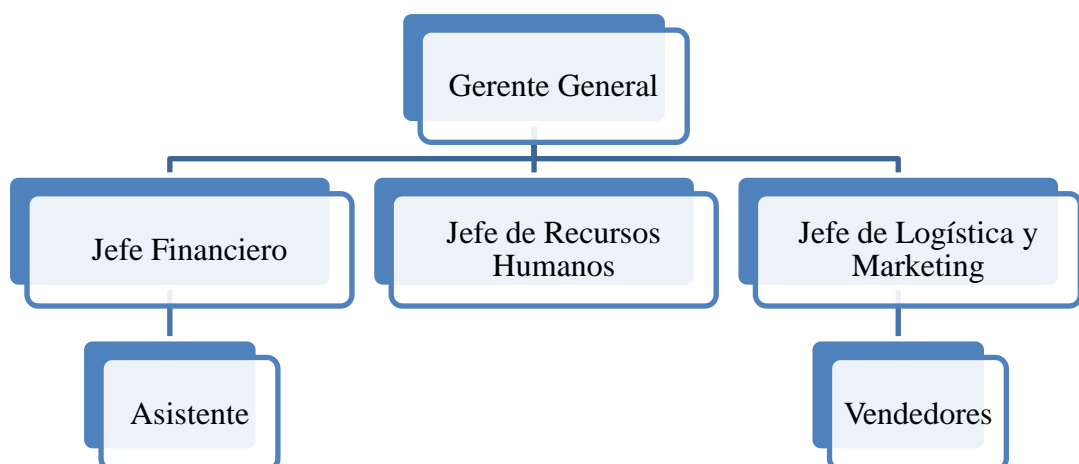 Gerente General
Jefe Financiero
Jefe de Recursos
Humanos
Jefe de Logística y
Marketing
Asistente
Vendedores